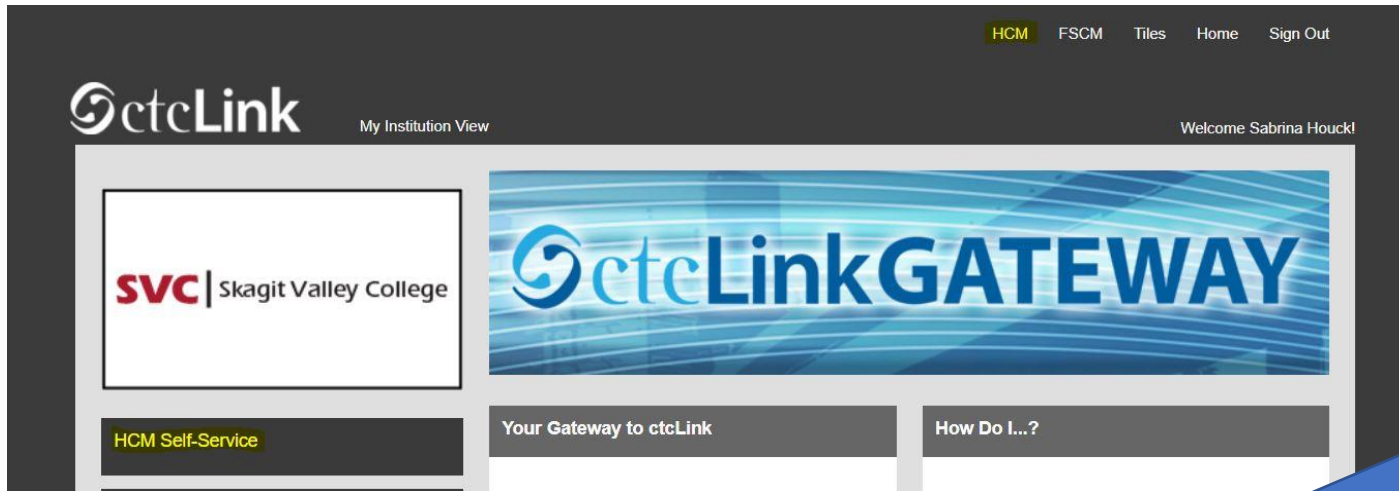 HCM FSCM Tiles Home Sign Out
ctcLink
My Institution View
Welcome Sabrina Houck!
SVC Skagit Valley College
ctcLinkGATEWAY
HCM Self-Service
Your Gateway to ctcLink
How Do I...?